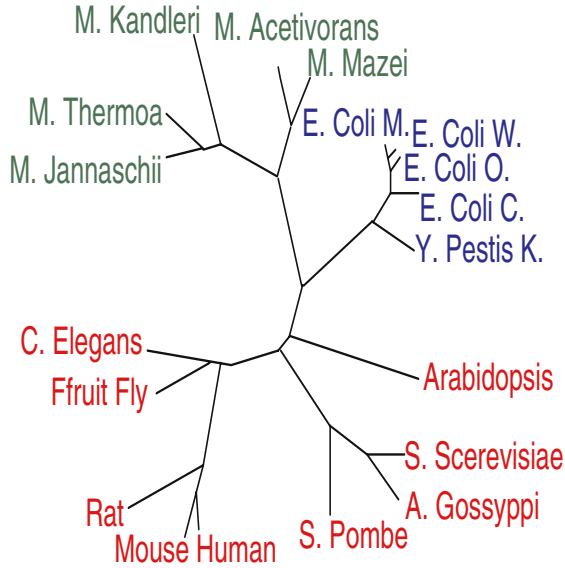 M. Kandleri
M. Acetivorans
M. Mazei
M. Thermoa
E. Coli M.
E. Coli W.
E. Coli O.
M. Jannaschii
E. Coli C.
Y. Pestis K.
C. Elegans
Ffruit Fly
Arabidopsis
S. Scerevisiae
Rat
A. Gossyppi
S. Pombe
Mouse Human